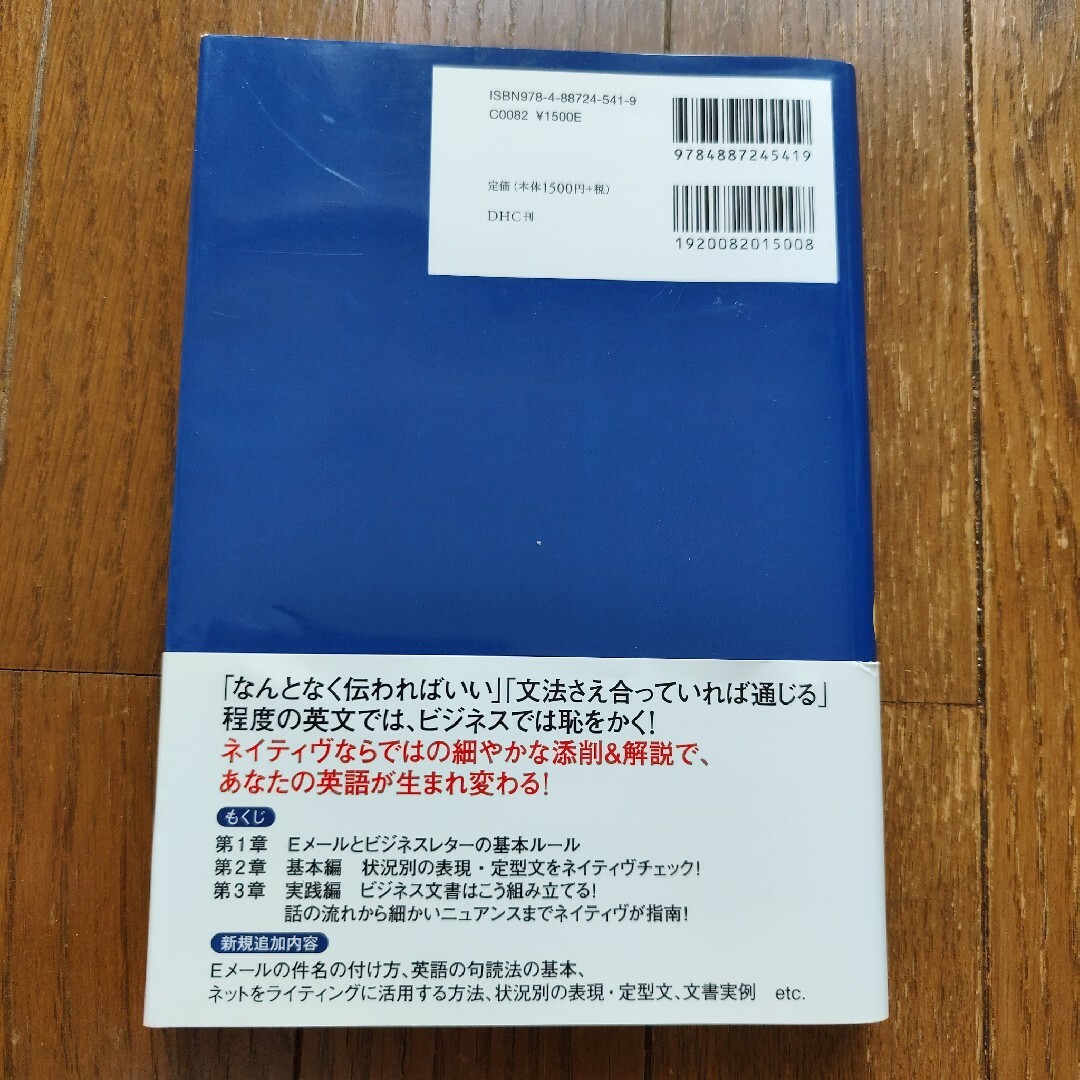 ISBN978-4-88724-541-9
C0082 ¥1500E
9784887245419
定価（本体1500円+税）
DHC刊
1920082015008
「なんとなく伝わればいい」「文法さえ合っていれば通じる」
程度の英文では、ビジネスでは恥をかく！
ネイティヴならではの細やかな添削&解説で、
あなたの英語が生まれ変わる！
もくじ
第1章　Eメールとビジネスレターの基本ルール
第2章　基本編　状況別の表現・定型文をネイティヴチェック！
第3章　実践編　ビジネス文書はこう組み立てる！
話の流れから細かいニュアンスまでネイティヴが指南！
新規追加内容
Eメールの件名の付け方、英語の句読法の基本、
ネットをライティングに活用する方法、状況別の表現・定型文、文書実例　etc.